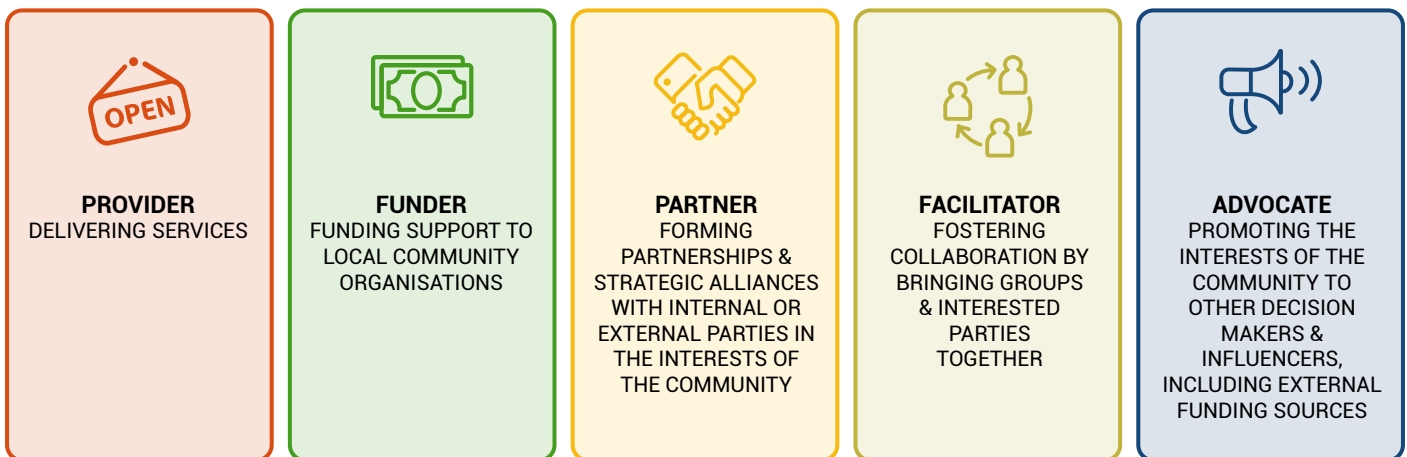 OPEN
PROVIDER
DELIVERING SERVICES
FUNDER
FUNDING SUPPORT TO
LOCAL COMMUNITY
ORGANISATIONS
PARTNER
FORMING
PARTNERSHIPS &
STRATEGIC ALLIANCES
WITH INTERNAL OR
EXTERNAL PARTIES IN
THE INTERESTS OF
THE COMMUNITY
FACILITATOR
FOSTERING
COLLABORATION BY
BRINGING GROUPS
& INTERESTED
PARTIES
TOGETHER
ADVOCATE
PROMOTING THE
INTERESTS OF THE
COMMUNITY TO
OTHER DECISION
MAKERS &
INFLUENCERS,
INCLUDING EXTERNAL
FUNDING SOURCES